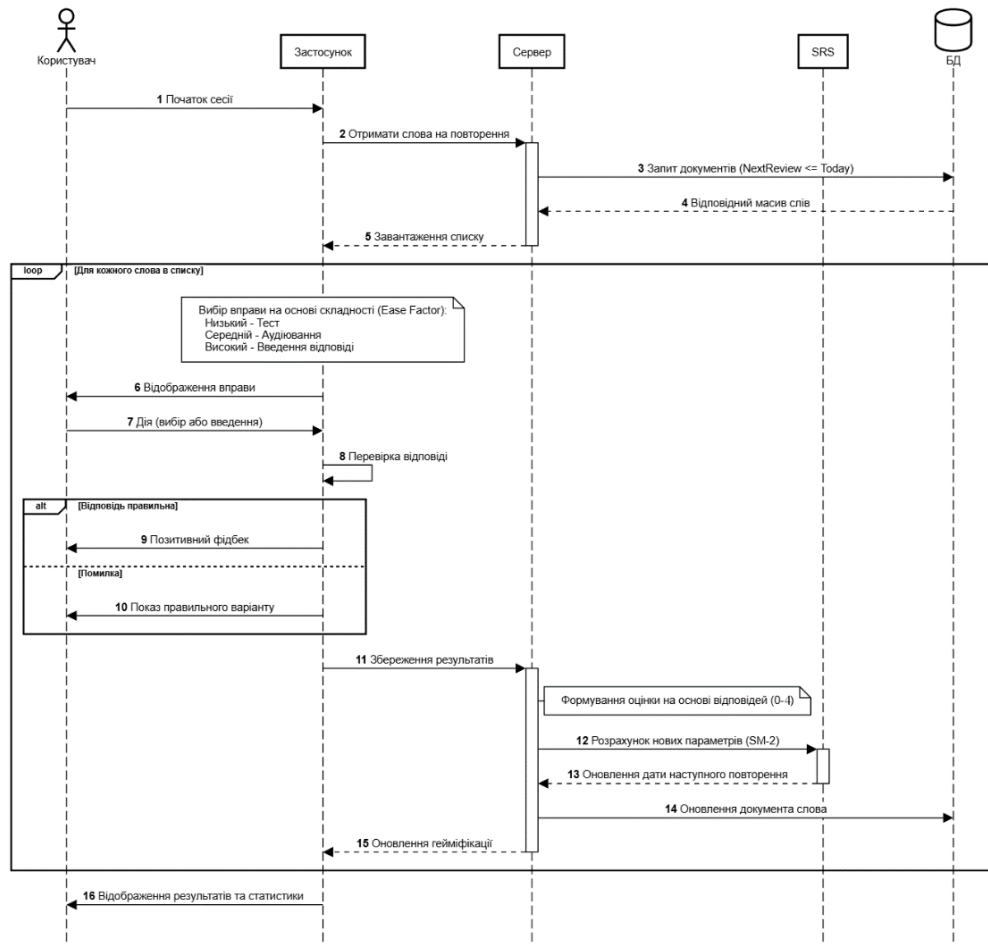 Користувач
Застосунок
Сервер
SRS
БД
1 Початок сесії
2 Отримати слова на повторення
3 Запит документів (NextReview <= Today)
4 Відповідний масив слів
5 Завантаження списку
loop [Для кожного слова в списку]
Вибір вправи на основі складності (Ease Factor):
Низький - Тест
Середній - Аудіювання
Високий - Введення відповіді
6 Відображення вправи
7 Дія (вибір або введення)
8 Перевірка відповіді
alt [Відповідь правильна]
9 Позитивний фідбек
[Помилка]
10 Показ правильного варіанту
11 Збереження результатів
Формування оцінки на основі відповідей (0-4)
12 Розрахунок нових параметрів (SM-2)
13 Оновлення дати наступного повторення
14 Оновлення документа слова
15 Оновлення гейміфікації
16 Відображення результатів та статистики